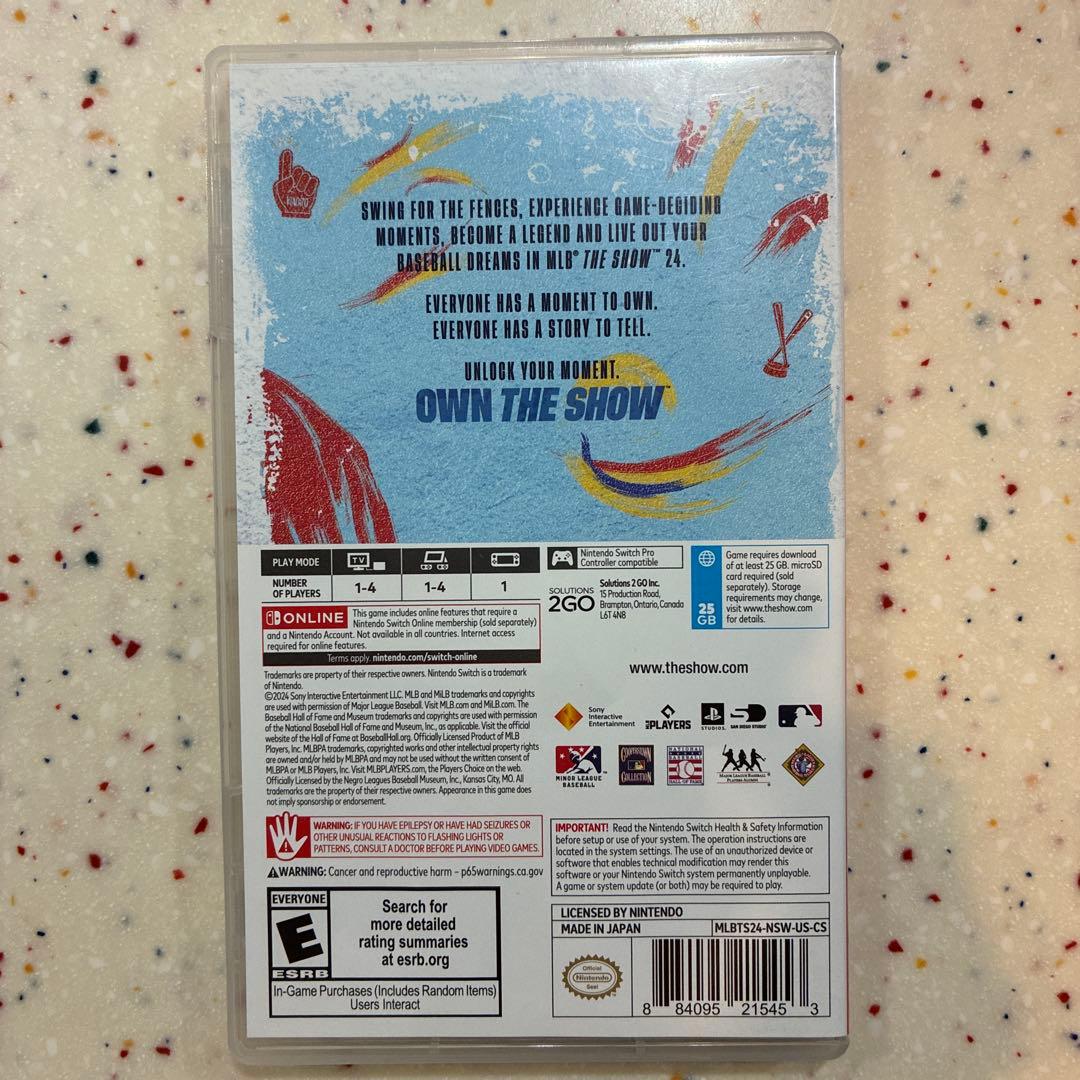 SWING FOR THE FENCES, EXPERIENCE GAME-DECIDING
MOMENTS, BECOME A LEGEND AND LIVE OUT YOUR
BASEBALL DREAMS IN MLB® THE SHOW™ 24.
EVERYONE HAS A MOMENT TO OWN.
EVERYONE HAS A STORY TO TELL.
UNLOCK YOUR MOMENT.
OWN THE SHOW™
PLAY MODE
TV
NUMBER
OF PLAYERS
1-4
1-4
1
Nintendo Switch Pro
Controller compatible
SOLUTIONS
2GO
Solutions 2 GO Inc.
15 Production Road,
Brampton, Ontario, Canada
L6T 4N8
25
GB
Game requires download
of at least 25 GB. microSD
card required (sold
separately). Storage
requirements may change,
visit www.theshow.com
for details.
ONLINE
This game includes online features that require a
Nintendo Switch Online membership (sold separately)
and a Nintendo Account. Not available in all countries. Internet access
required for online features.
Terms apply. nintendo.com/switch-online
Trademarks are property of their respective owners. Nintendo Switch is a trademark
of Nintendo.
©2024 Sony Interactive Entertainment LLC. MLB and MiLB trademarks and copyrights
are used with permission of Major League Baseball. Visit MLB.com and MiLB.com. The
Baseball Hall of Fame and Museum trademarks and copyrights are used with permission
of the National Baseball Hall of Fame and Museum, Inc., as applicable. Visit the official
website of the Hall of Fame at BaseballHall.org. Officially Licensed Product of MLB
Players, Inc. MLBPA trademarks, copyrighted works and other intellectual property rights
are owned and/or held by MLBPA and may not be used without the written consent of
MLBPA or MLB Players, Inc. Visit MLBPLAYERS.com, the Players Choice on the web.
Officially Licensed by the Negro Leagues Baseball Museum, Inc., Kansas City, MO. All
trademarks are the property of their respective owners. Appearance in this game does
not imply sponsorship or endorsement.
www.theshow.com
Sony
Interactive
Entertainment
PLAYERS
STUDIOS
SAN DIEGO STUDIO
MINOR LEAGUE
BASEBALL
COOPERSTOWN
COLLECTION
NATIONAL
BASEBALL
HALL OF FAME
MAJOR LEAGUE BASEBALL
PLAYERS ALUMNI
WARNING: IF YOU HAVE EPILEPSY OR HAVE HAD SEIZURES OR
OTHER UNUSUAL REACTIONS TO FLASHING LIGHTS OR
PATTERNS, CONSULT A DOCTOR BEFORE PLAYING VIDEO GAMES.
WARNING: Cancer and reproductive harm – p65warnings.ca.gov
IMPORTANT! Read the Nintendo Switch Health & Safety Information
before setup or use of your system. The operation instructions are
located in the system settings. The use of an unauthorized device or
software that enables technical modification may render this
software or your Nintendo Switch system permanently unplayable.
A game or system update (or both) may be required to play.
EVERYONE
E
ESRB
Search for
more detailed
rating summaries
at esrb.org
In-Game Purchases (Includes Random Items)
Users Interact
LICENSED BY NINTENDO
MADE IN JAPAN
MLBTS24-NSW-US-CS
Official
Nintendo
Seal
8 84095 21545 3